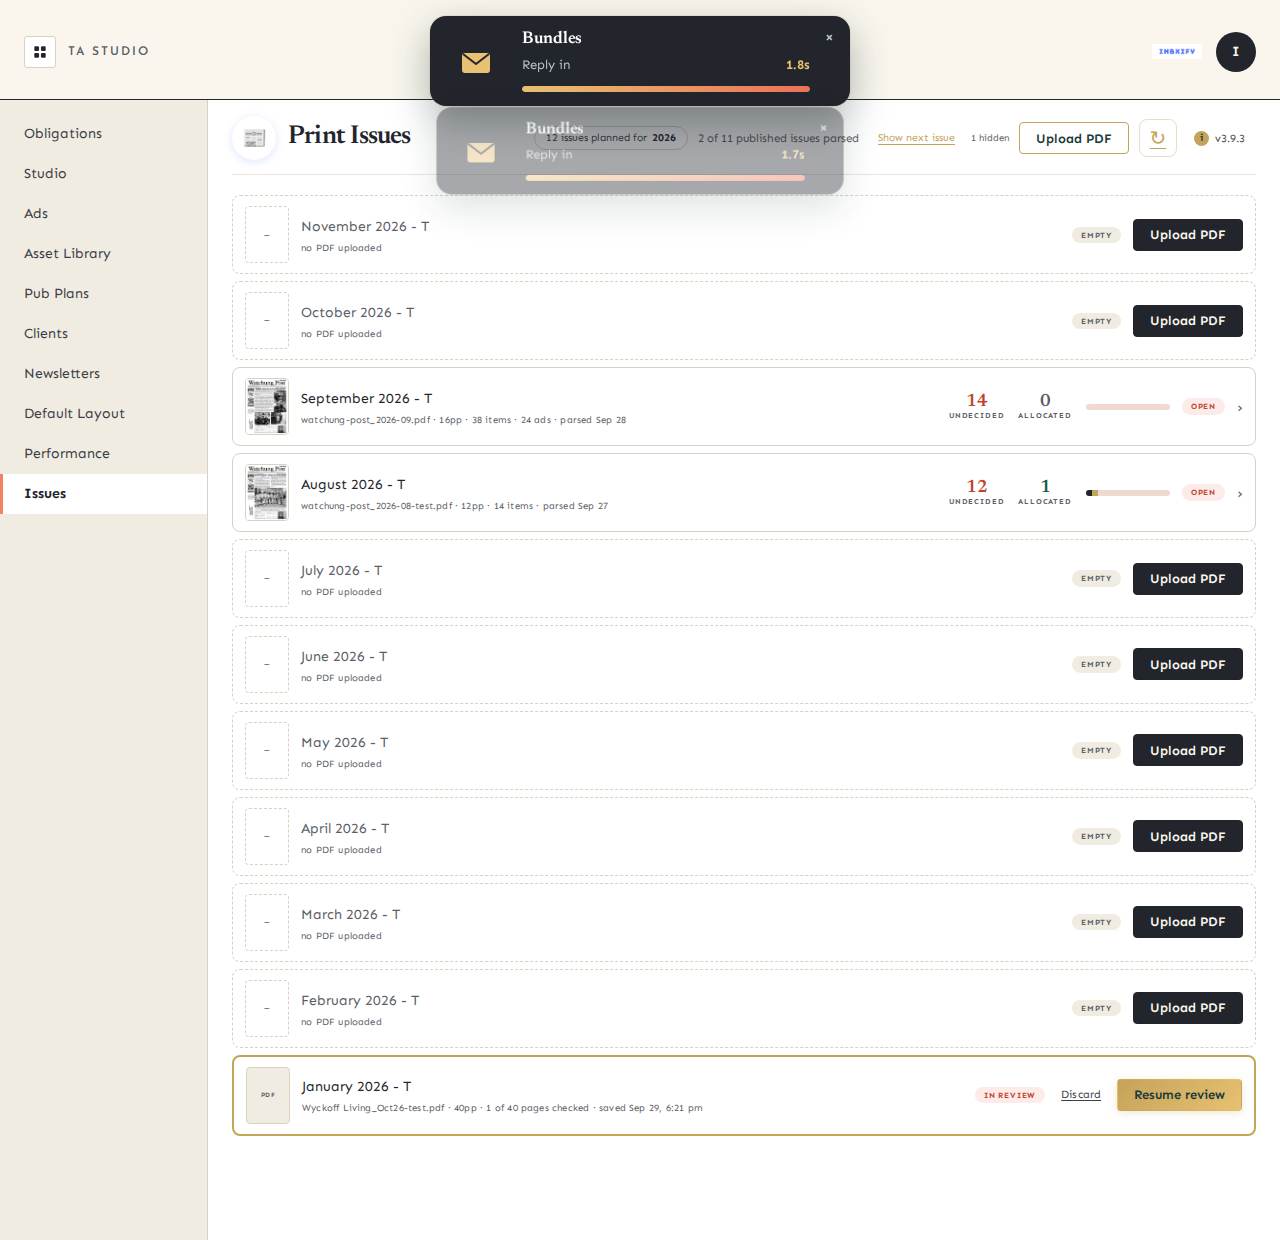 TA STUDIO
Bundles
×
Reply in
1.8s
INBXIFY
I
Bundles
×
Reply in
1.7s
Obligations
Studio
Ads
Asset Library
Pub Plans
Clients
Newsletters
Default Layout
Performance
Issues
Print Issues
12 issues planned for 2026
2 of 11 published issues parsed
Show next issue
1 hidden
Upload PDF
↻
i v3.9.3
– November 2026 - T
no PDF uploaded
EMPTY
Upload PDF
– October 2026 - T
no PDF uploaded
EMPTY
Upload PDF
Watchung Post
September 2026 - T
watchung-post_2026-09.pdf · 16pp · 38 items · 24 ads · parsed Sep 28
14 UNDECIDED
0 ALLOCATED
OPEN
›
Watchung Post
August 2026 - T
watchung-post_2026-08-test.pdf · 12pp · 14 items · parsed Sep 27
12 UNDECIDED
1 ALLOCATED
OPEN
›
– July 2026 - T
no PDF uploaded
EMPTY
Upload PDF
– June 2026 - T
no PDF uploaded
EMPTY
Upload PDF
– May 2026 - T
no PDF uploaded
EMPTY
Upload PDF
– April 2026 - T
no PDF uploaded
EMPTY
Upload PDF
– March 2026 - T
no PDF uploaded
EMPTY
Upload PDF
– February 2026 - T
no PDF uploaded
EMPTY
Upload PDF
PDF
January 2026 - T
Wyckoff Living_Oct26-test.pdf · 40pp · 1 of 40 pages checked · saved Sep 29, 6:21 pm
IN REVIEW
Discard
Resume review